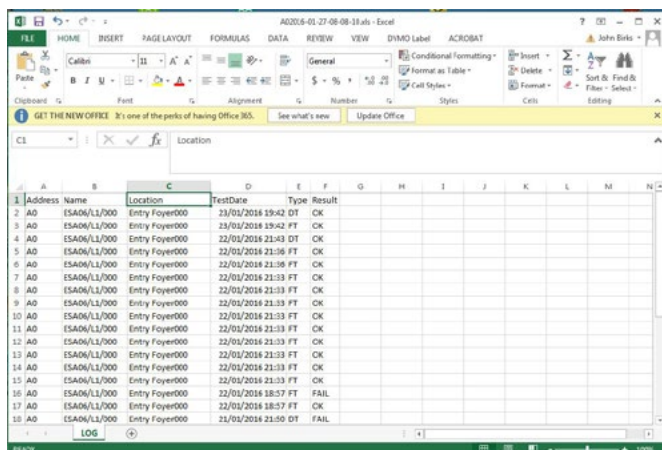 A02016-01-27-08-08-18.xls - Excel
FILE HOME INSERT PAGE LAYOUT FORMULAS DATA REVIEW VIEW DYMO Label ACROBAT John Birks
Calibri 11 General Conditional Formatting Insert
Paste Format as Table Delete Sort & Find &
Cell Styles Format Filter Select
Clipboard Font Alignment Number Styles Cells Editing
GET THE NEW OFFICE It's one of the perks of having Office 365. See what's new Update Office
C1 fx Location
A B C D E F G H I J K L M N
1 Address Name Location TestDate Type Result
2 A0 ESA06/L1/000 Entry Foyer000 23/01/2016 19:42 DT OK
3 A0 ESA06/L1/000 Entry Foyer000 23/01/2016 19:42 FT OK
4 A0 ESA06/L1/000 Entry Foyer000 22/01/2016 21:43 DT OK
5 A0 ESA06/L1/000 Entry Foyer000 22/01/2016 21:36 FT OK
6 A0 ESA06/L1/000 Entry Foyer000 22/01/2016 21:36 FT OK
7 A0 ESA06/L1/000 Entry Foyer000 22/01/2016 21:33 FT OK
8 A0 ESA06/L1/000 Entry Foyer000 22/01/2016 21:33 FT OK
9 A0 ESA06/L1/000 Entry Foyer000 22/01/2016 21:33 FT OK
10 A0 ESA06/L1/000 Entry Foyer000 22/01/2016 21:33 FT OK
11 A0 ESA06/L1/000 Entry Foyer000 22/01/2016 21:33 FT OK
12 A0 ESA06/L1/000 Entry Foyer000 22/01/2016 21:33 FT OK
13 A0 ESA06/L1/000 Entry Foyer000 22/01/2016 21:33 FT OK
14 A0 ESA06/L1/000 Entry Foyer000 22/01/2016 21:33 FT OK
15 A0 ESA06/L1/000 Entry Foyer000 22/01/2016 21:33 FT OK
16 A0 ESA06/L1/000 Entry Foyer000 22/01/2016 18:57 FT FAIL
17 A0 ESA06/L1/000 Entry Foyer000 22/01/2016 18:57 FT OK
18 A0 ESA06/L1/000 Entry Foyer000 21/01/2016 21:50 DT FAIL
LOG
READY 100%